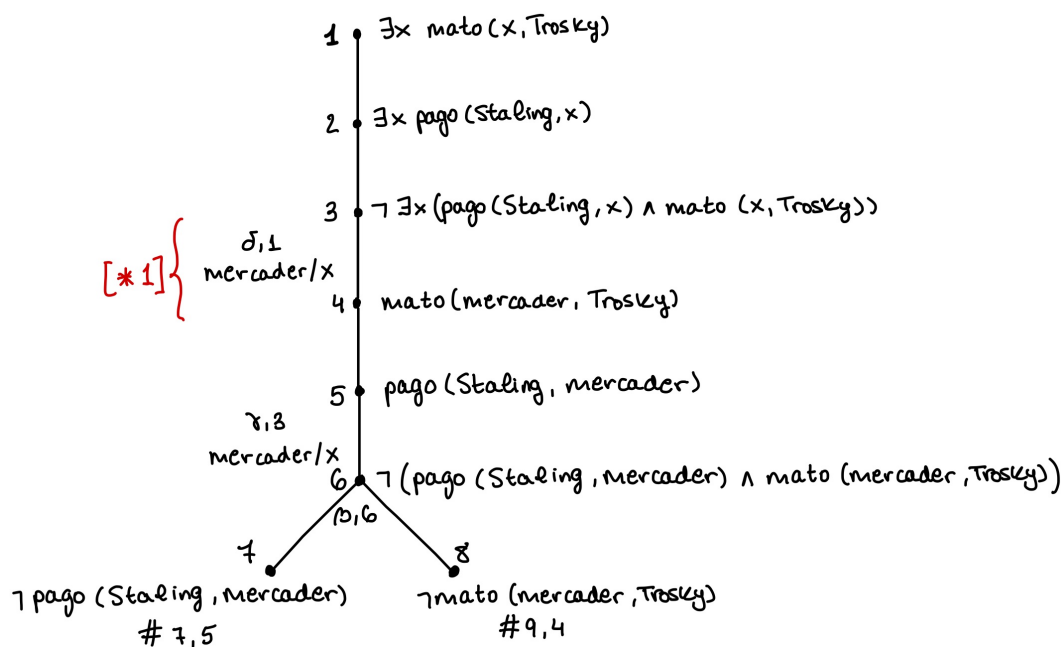 1 ∃x mato(x,Trosky)
2 ∃x pago(Staling,x)
3 ¬∃x(pago(Staling,x) ∧ mato(x,Trosky))
[*1]
δ,1
mercader/x
4 mato(mercader, Trosky)
5 pago(Staling, mercader)
γ,3
mercader/x
6 ¬(pago(Staling,mercader) ∧ mato(mercader,Trosky))
β,6
7
8
¬pago(Staling,mercader)
¬mato(mercader,Trosky)
#7,5
#9,4